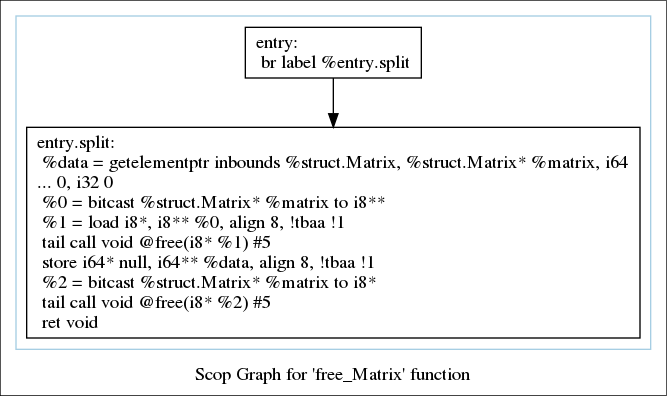 entry:
br label %entry.split
entry.split:
%data = getelementptr inbounds %struct.Matrix, %struct.Matrix* %matrix, i64
... 0, i32 0
%0 = bitcast %struct.Matrix* %matrix to i8**
%1 = load i8*, i8** %0, align 8, !tbaa !1
tail call void @free(i8* %1) #5
store i64* null, i64** %data, align 8, !tbaa !1
%2 = bitcast %struct.Matrix* %matrix to i8*
tail call void @free(i8* %2) #5
ret void
Scop Graph for 'free_Matrix' function